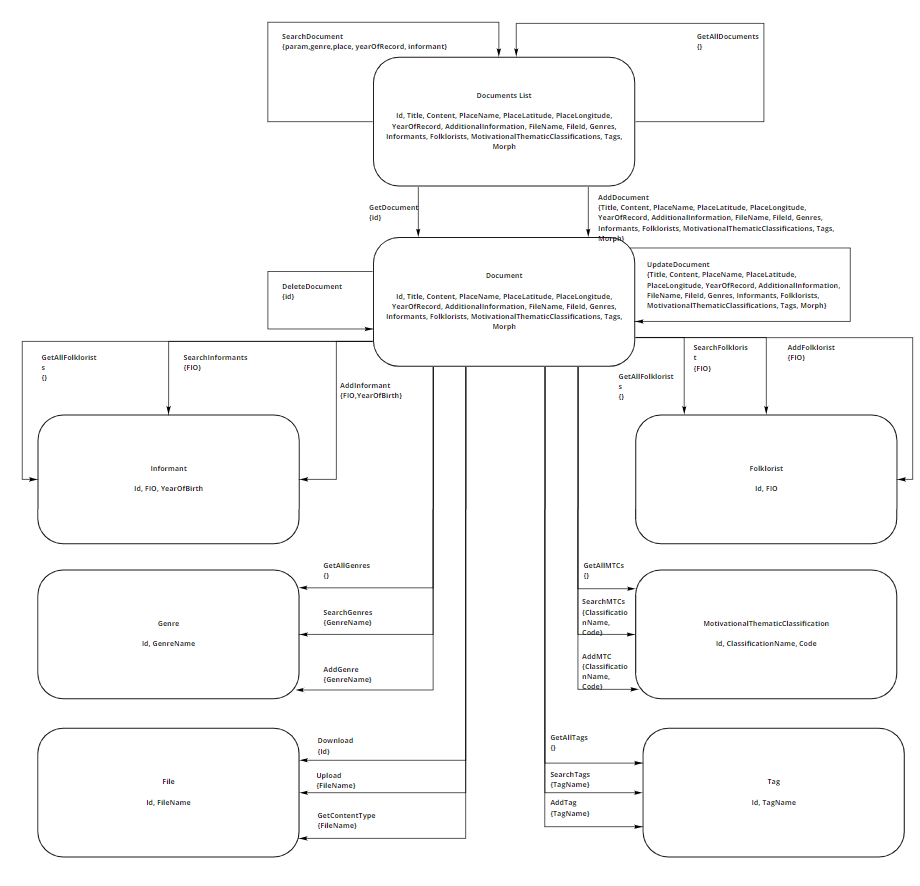 SearchDocument
{param,genre,place, yearOfRecord, informant}
GetAllDocuments
{}
Documents List
Id, Title, Content, PlaceName, PlaceLatitude, PlaceLongitude,
YearOfRecord, AdditionalInformation, FileName, FileId, Genres,
Informants, Folklorists, MotivationalThematicClassifications, Tags,
Morph
GetDocument
{id}
AddDocument
{Title, Content, PlaceName, PlaceLatitude, PlaceLongitude,
YearOfRecord, AdditionalInformation, FileName, FileId, Genres,
Informants, Folklorists, MotivationalThematicClassifications, Tags,
Morph}
Document
Id, Title, Content, PlaceName, PlaceLatitude, PlaceLongitude,
YearOfRecord, AdditionalInformation, FileName, FileId, Genres,
Informants, Folklorists, MotivationalThematicClassifications, Tags,
Morph
DeleteDocument
{id}
UpdateDocument
{Title, Content, PlaceName, PlaceLatitude,
PlaceLongitude, YearOfRecord, AdditionalInformation,
FileName, FileId, Genres, Informants, Folklorists,
MotivationalThematicClassifications, Tags, Morph}
GetAllFolklorist
s
{}
SearchInformants
{FIO}
AddInformant
{FIO,YearOfBirth}
GetAllFolklorist
s
{}
SearchFolkloris
t
{FIO}
AddFolklorist
{FIO}
Informant
Id, FIO, YearOfBirth
Folklorist
Id, FIO
GetAllGenres
{}
SearchGenres
{GenreName}
AddGenre
{GenreName}
Genre
Id, GenreName
GetAllMTCs
{}
SearchMTCs
{Classificatio
nName,
Code}
AddMTC
{Classificatio
nName,
Code}
MotivationalThematicClassification
Id, ClassificationName, Code
Download
{Id}
Upload
{FileName}
GetContentType
{FileName}
File
Id, FileName
GetAllTags
{}
SearchTags
{TagName}
AddTag
{TagName}
Tag
Id, TagName